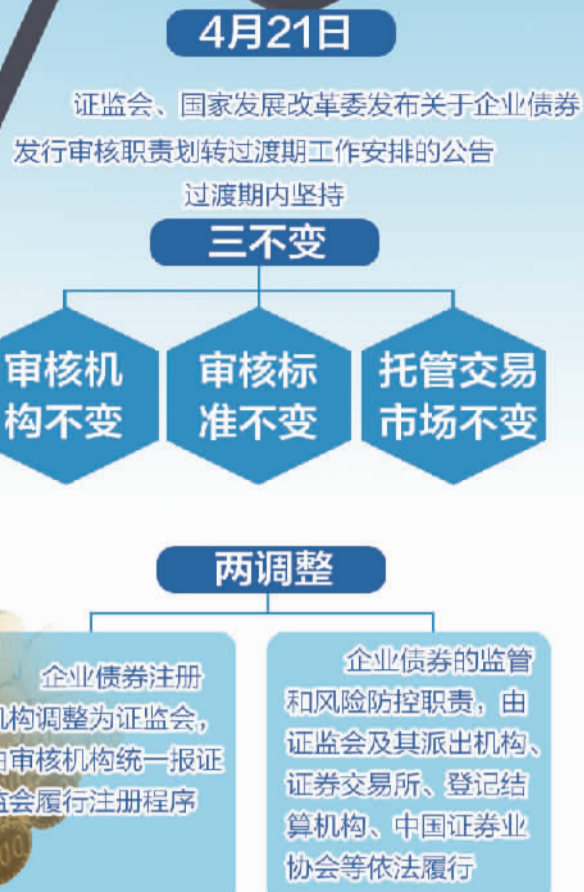 4月21日
证监会、国家发展改革委发布关于企业债券
发行审核职责划转过渡期工作安排的公告
过渡期内坚持
三不变
审核机
构不变
审核标
准不变
托管交易
市场不变
两调整
企业债券注册
机构调整为证监会，
由审核机构统一报证
监会履行注册程序
企业债券的监管
和风险防控职责，由
证监会及其派出机构、
证券交易所、登记结
算机构、中国证券业
协会等依法履行